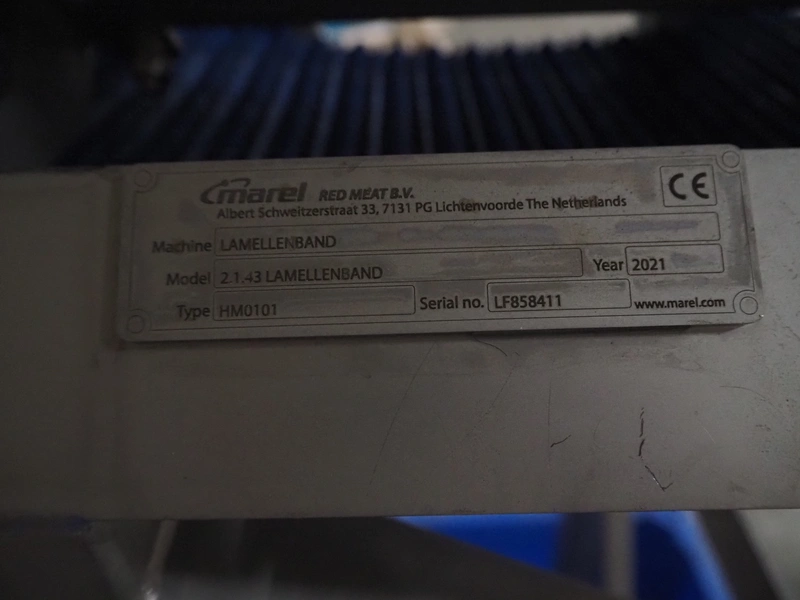 marel RED MEAT B.V.
CE
Albert Schweitzerstraat 33, 7131 PG Lichtenvoorde The Netherlands
Machine LAMELLENBAND
Model 2.1.43 LAMELLENBAND Year 2021
Type HM0101 Serial no. LF858411 www.marel.com